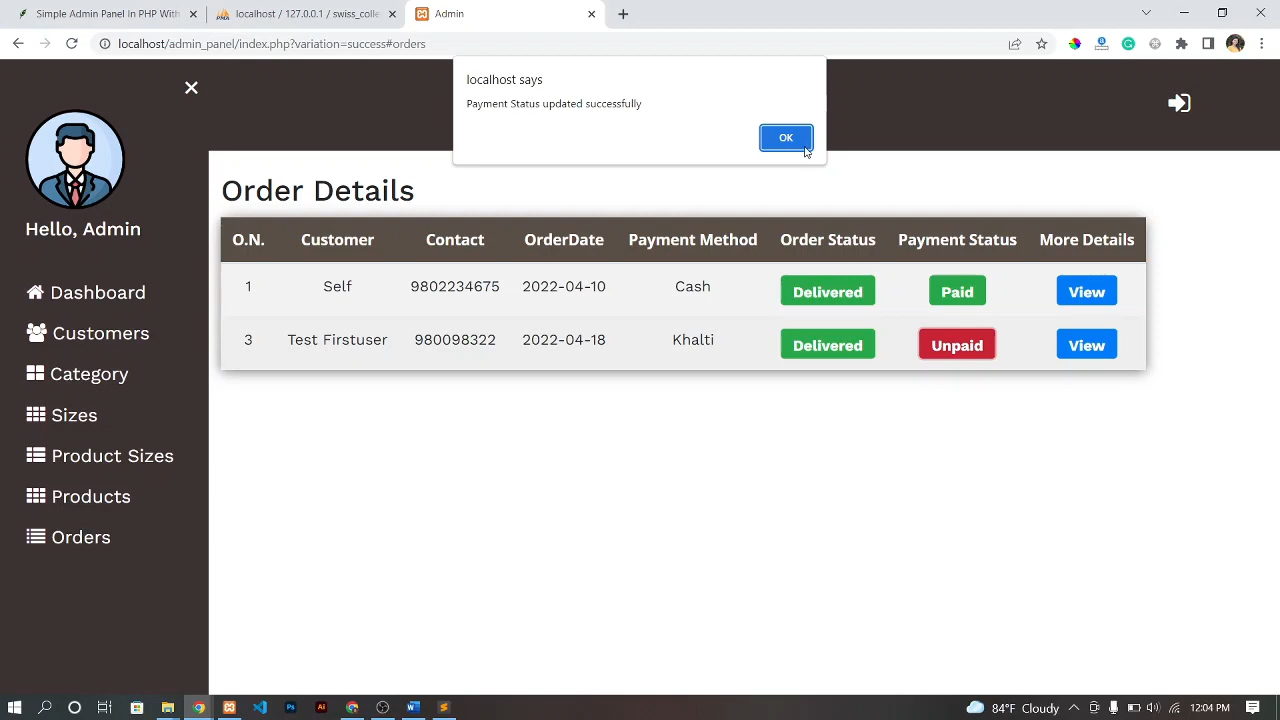 Simple Admin Panel In PHP With
localhost / 127.0.0.1 / swiss_colle
Admin
localhost/admin_panel/index.php?variation=success#orders
localhost says
Payment Status updated successfully
OK
Hello, Admin
Dashboard
Customers
Category
Sizes
Product Sizes
Products
Orders
Order Details
O.N. Customer Contact OrderDate Payment Method Order Status Payment Status More Details
1 Self 9802234675 2022-04-10 Cash Delivered Paid View
3 Test Firstuser 980098322 2022-04-18 Khalti Delivered Unpaid View
84°F Cloudy 12:04 PM